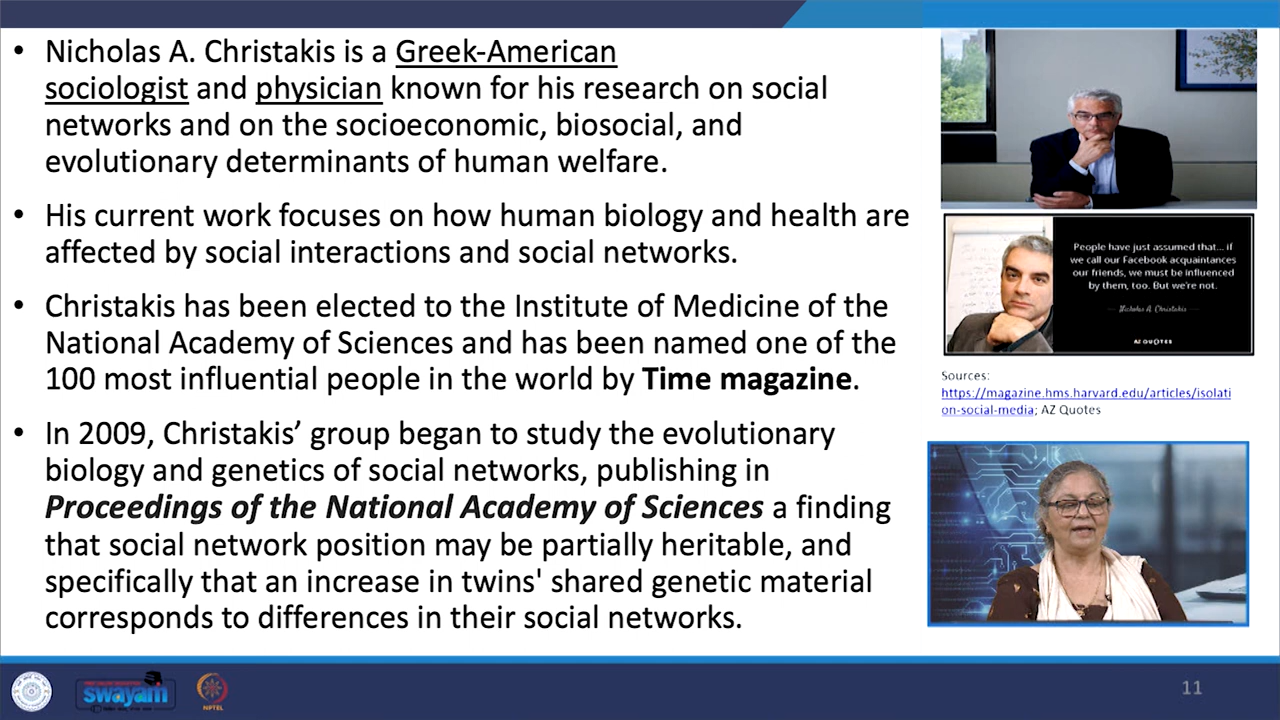 • Nicholas A. Christakis is a Greek-American
sociologist and physician known for his research on social
networks and on the socioeconomic, biosocial, and
evolutionary determinants of human welfare.
• His current work focuses on how human biology and health are
affected by social interactions and social networks.
• Christakis has been elected to the Institute of Medicine of the
National Academy of Sciences and has been named one of the
100 most influential people in the world by Time magazine.
• In 2009, Christakis’ group began to study the evolutionary
biology and genetics of social networks, publishing in
Proceedings of the National Academy of Sciences a finding
that social network position may be partially heritable, and
specifically that an increase in twins' shared genetic material
corresponds to differences in their social networks.
People have just assumed that... if
we call our Facebook acquaintances
our friends, we must be influenced
by them, too. But we're not.
Nicholas A. Christakis
AZ QUOTES
Sources:
https://magazine.hms.harvard.edu/articles/isolati
on-social-media; AZ Quotes
swayam
NPTEL
11